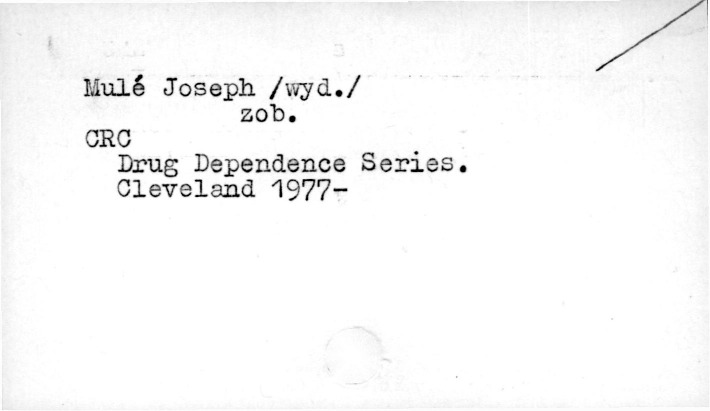 Mulé Joseph /wyd./
zob.
CRC
Drug Dependence Series.
Cleveland 1977-